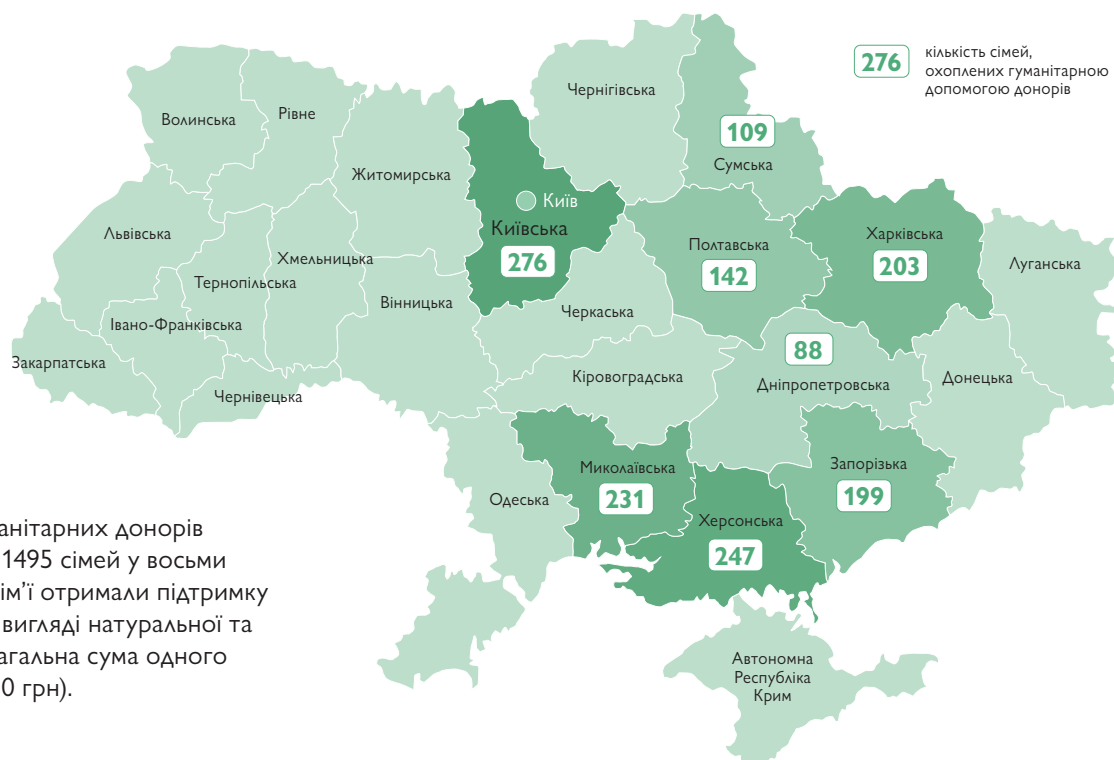 276
кількість сімей,
охоплених гуманітарною
допомогою донорів
Чернігівська
Волинська
Рівне
109
Сумська
Житомирська
Київ
Київська
276
Львівська
Полтавська
142
Харківська
203
Хмельницька
Луганська
Тернопільська
Вінницька
Черкаська
Івано-Франківська
88
Закарпатська
Кіровоградська
Дніпропетровська
Донецька
Чернівецька
Миколаївська
231
Запорізька
199
Одеська
Херсонська
247
анітарних донорів
1495 сімей у восьми
ім’ї отримали підтримку
вигляді натуральної та
агальна сума одного
0 грн).
Автономна
Республіка
Крим